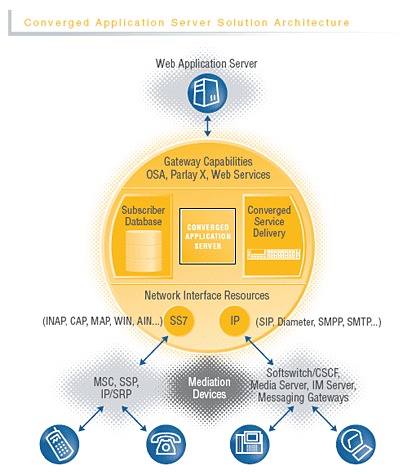 Converged Application Server Solution Architecture
Web Application Server
Gateway Capabilities
OSA, Parlay X, Web Services
Subscriber
Database
CONVERGED
APPLICATION
SERVER
Converged
Service
Delivery
Network Interface Resources
(INAP, CAP, MAP, WIN, AIN...)
SS7
IP
(SIP, Diameter, SMPP, SMTP...)
MSC, SSP,
IP/SRP
Mediation
Devices
Softswitch/CSCF,
Media Server, IM Server,
Messaging Gateways